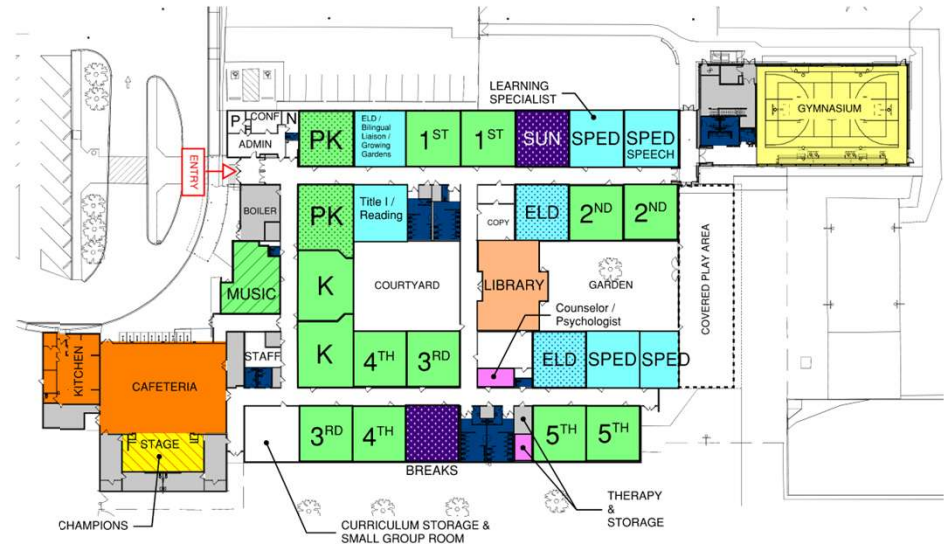 LEARNING
SPECIALIST
GYMNASIUM
P
CONF
N
ADMIN
PK
ELD /
Bilingual
Liaison /
Growing
Gardens
1ST
1ST
SUN
SPED
SPED
SPEECH
ENTRY
BOILER
PK
Title I /
Reading
COPY
ELD
2ND
2ND
COVERED PLAY AREA
MUSIC
K
COURTYARD
LIBRARY
GARDEN
Counselor /
Psychologist
KITCHEN
CAFETERIA
STAFF
K
4TH
3RD
ELD
SPED
SPED
STAGE
3RD
4TH
BREAKS
5TH
5TH
CHAMPIONS
CURRICULUM STORAGE &
SMALL GROUP ROOM
THERAPY
&
STORAGE